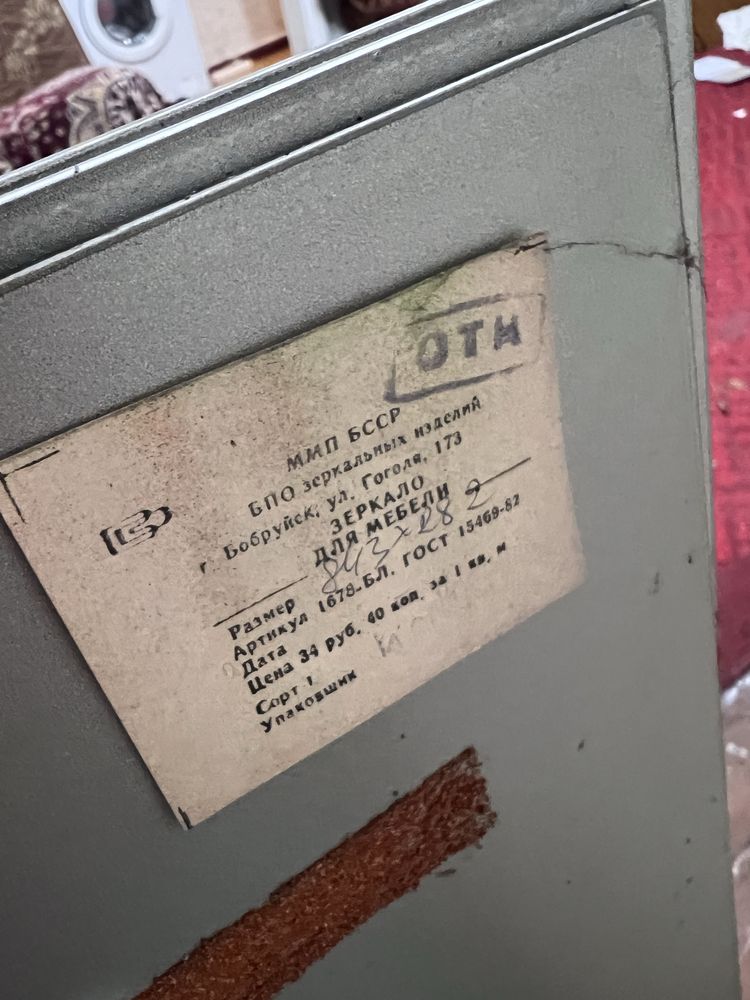 ОТК
ММП БССР
БПО зеркальных изделий
г. Бобруйск, ул. Гоголя, 173
ЗЕРКАЛО
ДЛЯ МЕБЕЛИ
Размер 843х282
Артикул 1678-БЛ. ГОСТ 15469-82
Дата
Цена 34 руб. 40 коп. за 1 кв. м
Сорт 1
Упаковщик